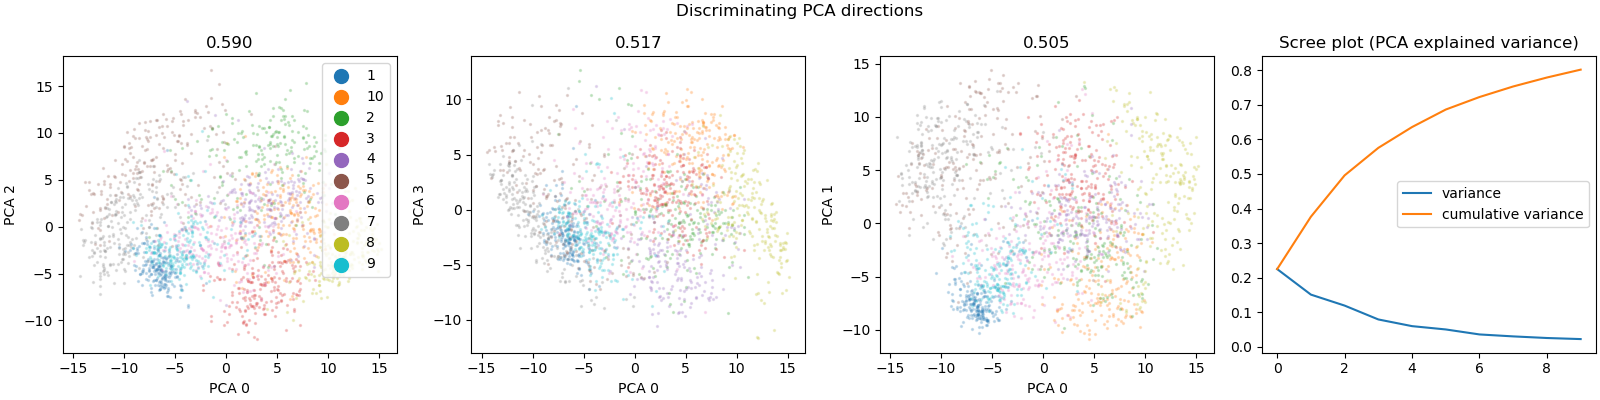 Discriminating PCA directions
0.590
15
10
5
0
−5
−10
PCA 2
−15 −10 −5 0 5 10 15
PCA 0
1
10
2
3
4
5
6
7
8
9
0.517
10
5
0
−5
−10
PCA 3
−15 −10 −5 0 5 10 15
PCA 0
0.505
15
10
5
0
−5
−10
PCA 1
−15 −10 −5 0 5 10 15
PCA 0
Scree plot (PCA explained variance)
0.8
0.7
0.6
0.5
0.4
0.3
0.2
0.1
0.0
0 2 4 6 8
variance
cumulative variance